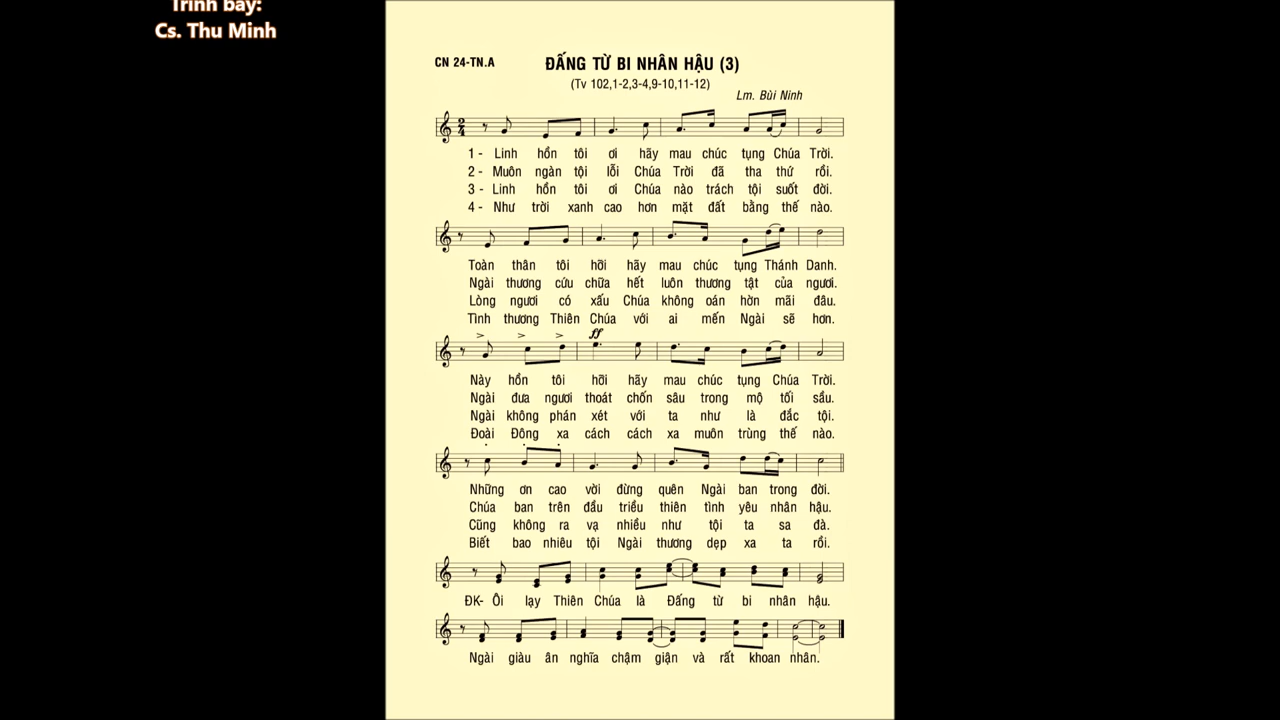 Trình bày:
Cs. Thu Minh
CN 24-TN.A
ĐẤNG TỪ BI NHÂN HẬU (3)
(Tv 102,1-2,3-4,9-10,11-12)
Lm. Bùi Ninh
1 - Linh hồn tôi ơi hãy mau chúc tụng Chúa Trời.
2 - Muôn ngàn tội lỗi Chúa Trời đã tha thứ rồi.
3 - Linh hồn tôi ơi Chúa nào trách tội suốt đời.
4 - Như trời xanh cao hơn mặt đất bằng thế nào.
Toàn thân tôi hỡi hãy mau chúc tụng Thánh Danh.
Ngài thương cứu chữa hết luôn thương tật của ngươi.
Lòng ngươi có xấu Chúa không oán hờn mãi đâu.
Tình thương Thiên Chúa với ai mến Ngài sẽ hơn.
ff
Này hồn tôi hỡi hãy mau chúc tụng Chúa Trời.
Ngài đưa ngươi thoát chốn sâu trong mộ tối sầu.
Ngài không phán xét với ta như là đắc tội.
Đoài Đông xa cách cách xa muôn trùng thế nào.
Những ơn cao vời đừng quên Ngài ban trong đời.
Chúa ban trên đầu triều thiên tình yêu nhân hậu.
Cũng không ra vạ nhiều như tội ta sa đà.
Biết bao nhiêu tội Ngài thương dẹp xa ta rồi.
ĐK- Ôi lạy Thiên Chúa là Đấng từ bi nhân hậu.
Ngài giàu ân nghĩa chậm giận và rất khoan nhân.